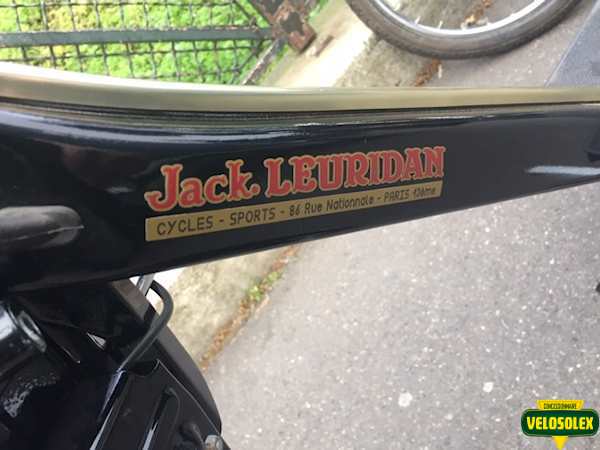 Jack LEURIDAN
CYCLES - SPORTS - 86 Rue Nationale - PARIS 13ème
CONCESSIONNAIRE
VELOSOLEX